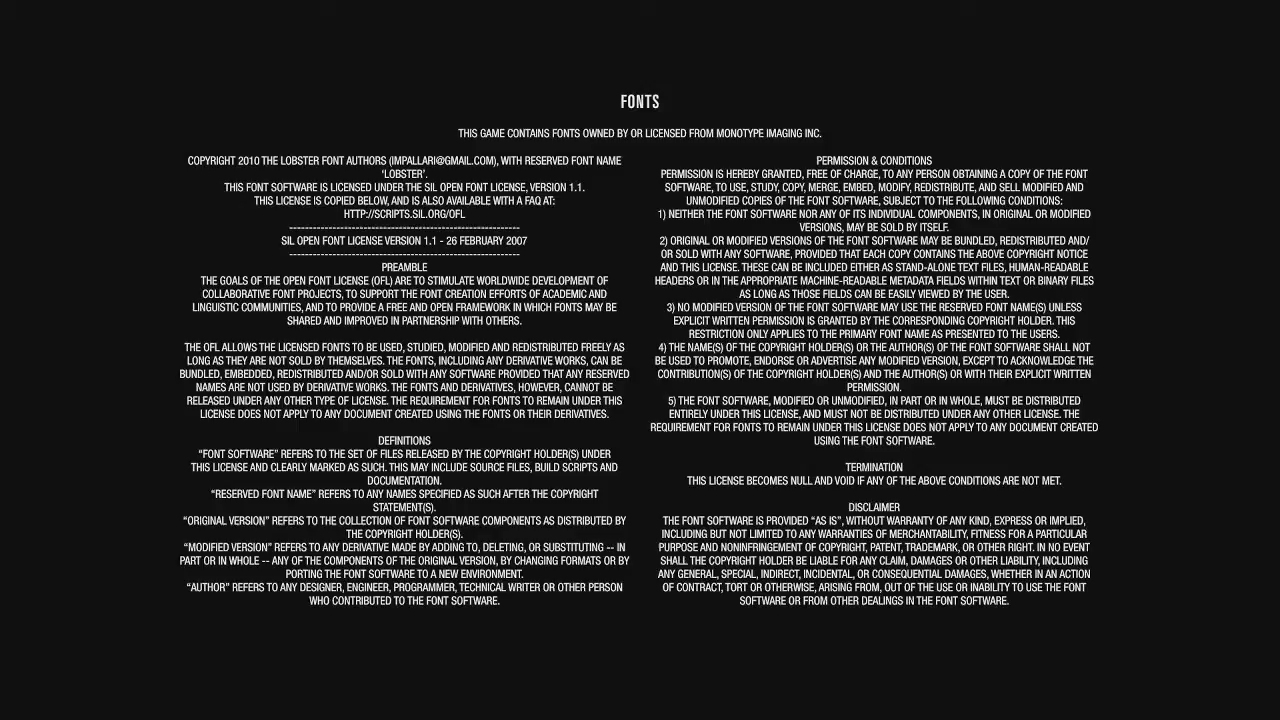 FONTS
THIS GAME CONTAINS FONTS OWNED BY OR LICENSED FROM MONOTYPE IMAGING INC.
COPYRIGHT 2010 THE LOBSTER FONT AUTHORS (IMPALLARI@GMAIL.COM), WITH RESERVED FONT NAME
‘LOBSTER’.
THIS FONT SOFTWARE IS LICENSED UNDER THE SIL OPEN FONT LICENSE, VERSION 1.1.
THIS LICENSE IS COPIED BELOW, AND IS ALSO AVAILABLE WITH A FAQ AT:
HTTP://SCRIPTS.SIL.ORG/OFL
-----------------------------------------------------------
SIL OPEN FONT LICENSE VERSION 1.1 - 26 FEBRUARY 2007
-----------------------------------------------------------
PREAMBLE
THE GOALS OF THE OPEN FONT LICENSE (OFL) ARE TO STIMULATE WORLDWIDE DEVELOPMENT OF
COLLABORATIVE FONT PROJECTS, TO SUPPORT THE FONT CREATION EFFORTS OF ACADEMIC AND
LINGUISTIC COMMUNITIES, AND TO PROVIDE A FREE AND OPEN FRAMEWORK IN WHICH FONTS MAY BE
SHARED AND IMPROVED IN PARTNERSHIP WITH OTHERS.
THE OFL ALLOWS THE LICENSED FONTS TO BE USED, STUDIED, MODIFIED AND REDISTRIBUTED FREELY AS
LONG AS THEY ARE NOT SOLD BY THEMSELVES. THE FONTS, INCLUDING ANY DERIVATIVE WORKS, CAN BE
BUNDLED, EMBEDDED, REDISTRIBUTED AND/OR SOLD WITH ANY SOFTWARE PROVIDED THAT ANY RESERVED
NAMES ARE NOT USED BY DERIVATIVE WORKS. THE FONTS AND DERIVATIVES, HOWEVER, CANNOT BE
RELEASED UNDER ANY OTHER TYPE OF LICENSE. THE REQUIREMENT FOR FONTS TO REMAIN UNDER THIS
LICENSE DOES NOT APPLY TO ANY DOCUMENT CREATED USING THE FONTS OR THEIR DERIVATIVES.
DEFINITIONS
“FONT SOFTWARE” REFERS TO THE SET OF FILES RELEASED BY THE COPYRIGHT HOLDER(S) UNDER
THIS LICENSE AND CLEARLY MARKED AS SUCH. THIS MAY INCLUDE SOURCE FILES, BUILD SCRIPTS AND
DOCUMENTATION.
“RESERVED FONT NAME” REFERS TO ANY NAMES SPECIFIED AS SUCH AFTER THE COPYRIGHT
STATEMENT(S).
“ORIGINAL VERSION” REFERS TO THE COLLECTION OF FONT SOFTWARE COMPONENTS AS DISTRIBUTED BY
THE COPYRIGHT HOLDER(S).
“MODIFIED VERSION” REFERS TO ANY DERIVATIVE MADE BY ADDING TO, DELETING, OR SUBSTITUTING -- IN
PART OR IN WHOLE -- ANY OF THE COMPONENTS OF THE ORIGINAL VERSION, BY CHANGING FORMATS OR BY
PORTING THE FONT SOFTWARE TO A NEW ENVIRONMENT.
“AUTHOR” REFERS TO ANY DESIGNER, ENGINEER, PROGRAMMER, TECHNICAL WRITER OR OTHER PERSON
WHO CONTRIBUTED TO THE FONT SOFTWARE.
PERMISSION & CONDITIONS
PERMISSION IS HEREBY GRANTED, FREE OF CHARGE, TO ANY PERSON OBTAINING A COPY OF THE FONT
SOFTWARE, TO USE, STUDY, COPY, MERGE, EMBED, MODIFY, REDISTRIBUTE, AND SELL MODIFIED AND
UNMODIFIED COPIES OF THE FONT SOFTWARE, SUBJECT TO THE FOLLOWING CONDITIONS:
1) NEITHER THE FONT SOFTWARE NOR ANY OF ITS INDIVIDUAL COMPONENTS, IN ORIGINAL OR MODIFIED
VERSIONS, MAY BE SOLD BY ITSELF.
2) ORIGINAL OR MODIFIED VERSIONS OF THE FONT SOFTWARE MAY BE BUNDLED, REDISTRIBUTED AND/
OR SOLD WITH ANY SOFTWARE, PROVIDED THAT EACH COPY CONTAINS THE ABOVE COPYRIGHT NOTICE
AND THIS LICENSE. THESE CAN BE INCLUDED EITHER AS STAND-ALONE TEXT FILES, HUMAN-READABLE
HEADERS OR IN THE APPROPRIATE MACHINE-READABLE METADATA FIELDS WITHIN TEXT OR BINARY FILES
AS LONG AS THOSE FIELDS CAN BE EASILY VIEWED BY THE USER.
3) NO MODIFIED VERSION OF THE FONT SOFTWARE MAY USE THE RESERVED FONT NAME(S) UNLESS
EXPLICIT WRITTEN PERMISSION IS GRANTED BY THE CORRESPONDING COPYRIGHT HOLDER. THIS
RESTRICTION ONLY APPLIES TO THE PRIMARY FONT NAME AS PRESENTED TO THE USERS.
4) THE NAME(S) OF THE COPYRIGHT HOLDER(S) OR THE AUTHOR(S) OF THE FONT SOFTWARE SHALL NOT
BE USED TO PROMOTE, ENDORSE OR ADVERTISE ANY MODIFIED VERSION, EXCEPT TO ACKNOWLEDGE THE
CONTRIBUTION(S) OF THE COPYRIGHT HOLDER(S) AND THE AUTHOR(S) OR WITH THEIR EXPLICIT WRITTEN
PERMISSION.
5) THE FONT SOFTWARE, MODIFIED OR UNMODIFIED, IN PART OR IN WHOLE, MUST BE DISTRIBUTED
ENTIRELY UNDER THIS LICENSE, AND MUST NOT BE DISTRIBUTED UNDER ANY OTHER LICENSE. THE
REQUIREMENT FOR FONTS TO REMAIN UNDER THIS LICENSE DOES NOT APPLY TO ANY DOCUMENT CREATED
USING THE FONT SOFTWARE.
TERMINATION
THIS LICENSE BECOMES NULL AND VOID IF ANY OF THE ABOVE CONDITIONS ARE NOT MET.
DISCLAIMER
THE FONT SOFTWARE IS PROVIDED “AS IS”, WITHOUT WARRANTY OF ANY KIND, EXPRESS OR IMPLIED,
INCLUDING BUT NOT LIMITED TO ANY WARRANTIES OF MERCHANTABILITY, FITNESS FOR A PARTICULAR
PURPOSE AND NONINFRINGEMENT OF COPYRIGHT, PATENT, TRADEMARK, OR OTHER RIGHT. IN NO EVENT
SHALL THE COPYRIGHT HOLDER BE LIABLE FOR ANY CLAIM, DAMAGES OR OTHER LIABILITY, INCLUDING
ANY GENERAL, SPECIAL, INDIRECT, INCIDENTAL, OR CONSEQUENTIAL DAMAGES, WHETHER IN AN ACTION
OF CONTRACT, TORT OR OTHERWISE, ARISING FROM, OUT OF THE USE OR INABILITY TO USE THE FONT
SOFTWARE OR FROM OTHER DEALINGS IN THE FONT SOFTWARE.